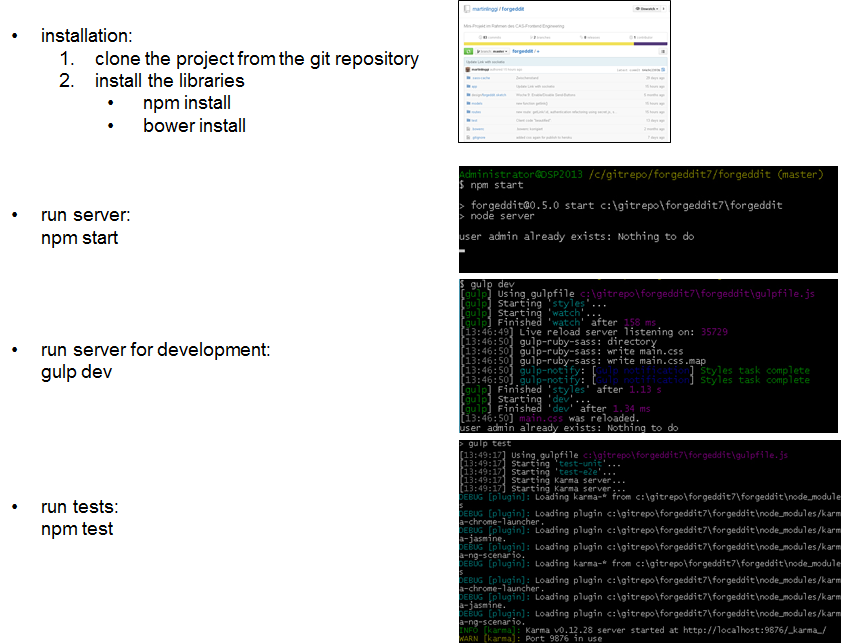 • installation:
1. clone the project from the git repository
2. install the libraries
• npm install
• bower install
martinlinggi / forgeddit
Mini-Projekt im Rahmen des CAS-Frontend Engineering
forgeddit /
• run server:
npm start
Administrator@DSP2013 /c/gitrepo/forgeddit7/forgeddit (master)
$ npm start
> forgeddit@0.5.0 start c:\gitrepo\forgeddit7\forgeddit
> node server
user admin already exists: Nothing to do
• run server for development:
gulp dev
$ gulp dev
[gulp] Using gulpfile c:\gitrepo\forgeddit7\forgeddit\gulpfile.js
[gulp] Starting 'styles'...
[gulp] Starting 'watch'...
[gulp] Finished 'watch' after 158 ms
[13:46:49] Live reload server listening on: 35729
[13:46:50] gulp-ruby-sass: directory
[13:46:50] gulp-ruby-sass: write main.css
[13:46:50] gulp-ruby-sass: write main.css.map
[13:46:50] gulp-notify: [gulp notification] Styles task complete
[13:46:50] gulp-notify: [gulp notification] Styles task complete
[gulp] Finished 'styles' after 1.13 s
[gulp] Starting 'dev'...
[gulp] Finished 'dev' after 1.34 ms
[13:46:50] main.css was reloaded.
user admin already exists: Nothing to do
• run tests:
npm test
> gulp test
[13:49:17] Using gulpfile c:\gitrepo\forgeddit7\forgeddit\gulpfile.js
[13:49:17] Starting 'test-unit'...
[13:49:17] Starting 'test-e2e'...
[13:49:17] Starting Karma server...
[13:49:17] Starting Karma server...
DEBUG [plugin]: Loading karma-* from c:\gitrepo\forgeddit7\forgeddit\node_module
s
DEBUG [plugin]: Loading plugin c:\gitrepo\forgeddit7\forgeddit\node_modules/karm
a-chrome-launcher.
DEBUG [plugin]: Loading plugin c:\gitrepo\forgeddit7\forgeddit\node_modules/karm
a-jasmine.
DEBUG [plugin]: Loading plugin c:\gitrepo\forgeddit7\forgeddit\node_modules/karm
a-ng-scenario.
DEBUG [plugin]: Loading karma-* from c:\gitrepo\forgeddit7\forgeddit\node_module
s
DEBUG [plugin]: Loading plugin c:\gitrepo\forgeddit7\forgeddit\node_modules/karm
a-chrome-launcher.
DEBUG [plugin]: Loading plugin c:\gitrepo\forgeddit7\forgeddit\node_modules/karm
a-jasmine.
DEBUG [plugin]: Loading plugin c:\gitrepo\forgeddit7\forgeddit\node_modules/karm
a-ng-scenario.
INFO [karma]: Karma v0.12.28 server started at http://localhost:9876/_karma_/
WARN [karma]: Port 9876 in use